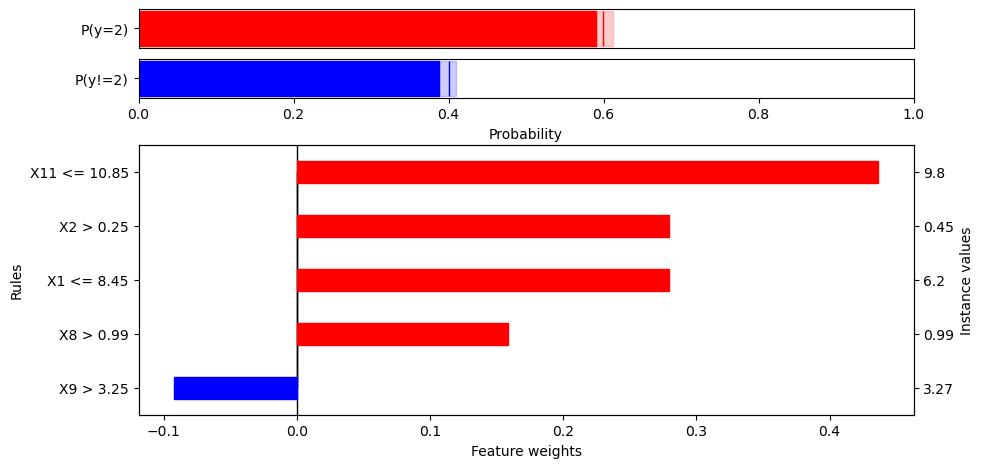 P(y=2)
P(y!=2)
0.0 0.2 0.4 0.6 0.8 1.0
Probability
X11 <= 10.85 9.8
X2 > 0.25 0.45
X1 <= 8.45 6.2
X8 > 0.99 0.99
X9 > 3.25 3.27
Rules
Instance values
−0.1 0.0 0.1 0.2 0.3 0.4
Feature weights